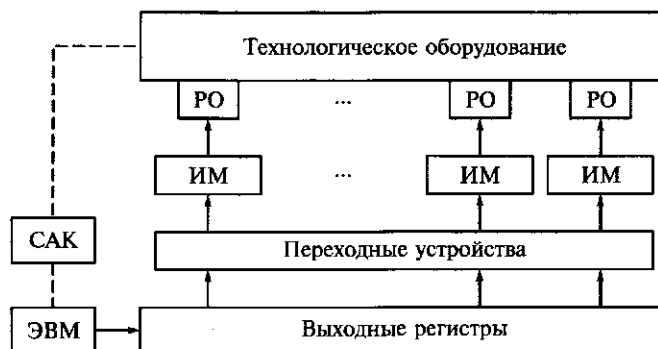 Технологическое оборудование
РО ... РО РО
ИМ ... ИМ ИМ
САК
Переходные устройства
ЭВМ
Выходные регистры